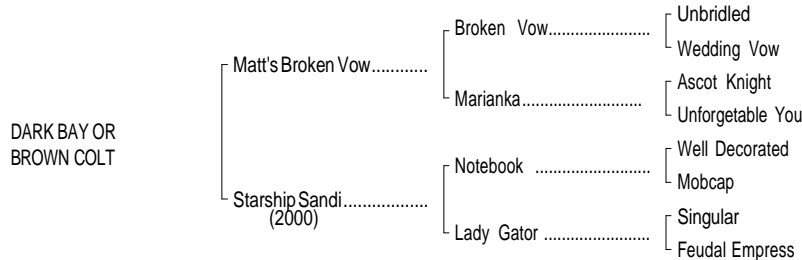 Unbridled
Broken Vow......................
Wedding Vow
Matt's Broken Vow............
Ascot Knight
Marianka..........................
Unforgetable You
DARK BAY OR
BROWN COLT
Well Decorated
Notebook .........................
Mobcap
Starship Sandi..................
(2000)
Singular
Lady Gator .......................
Feudal Empress